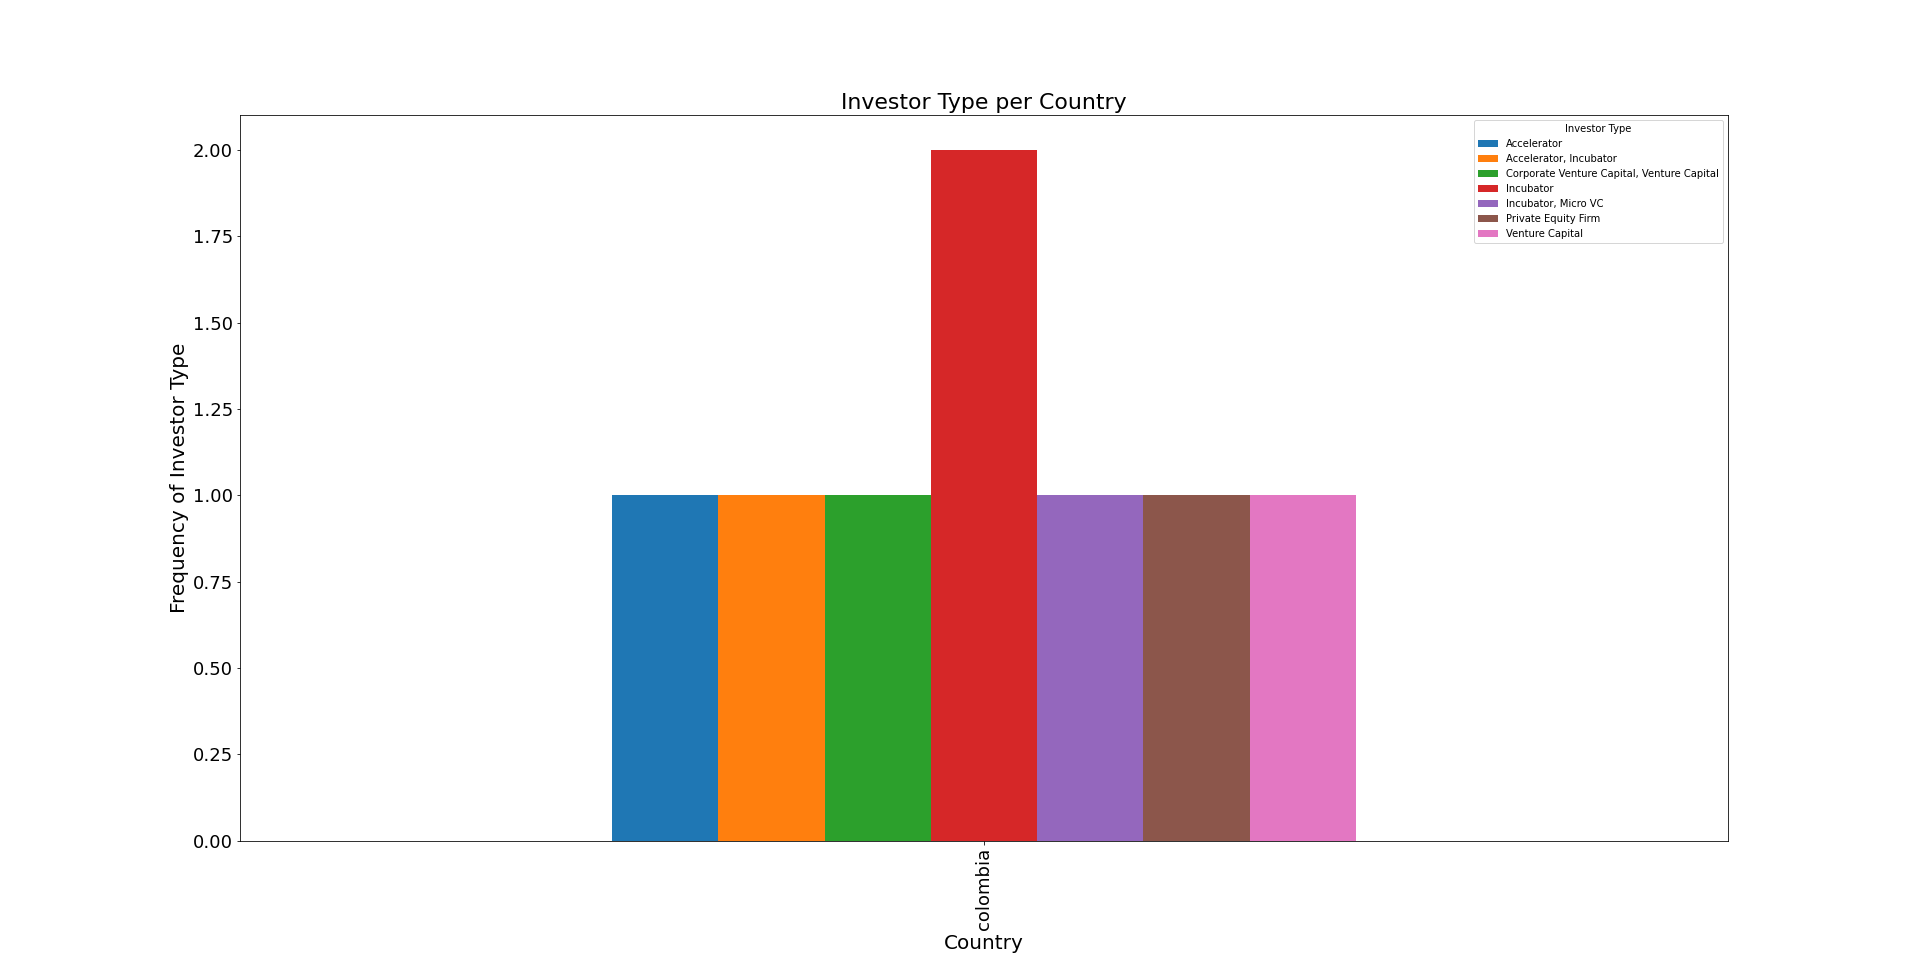 Investor Type per Country
Investor Type
Accelerator
Accelerator, Incubator
Corporate Venture Capital, Venture Capital
Incubator
Incubator, Micro VC
Private Equity Firm
Venture Capital
Frequency of Investor Type
2.00
1.75
1.50
1.25
1.00
0.75
0.50
0.25
0.00
colombia
Country